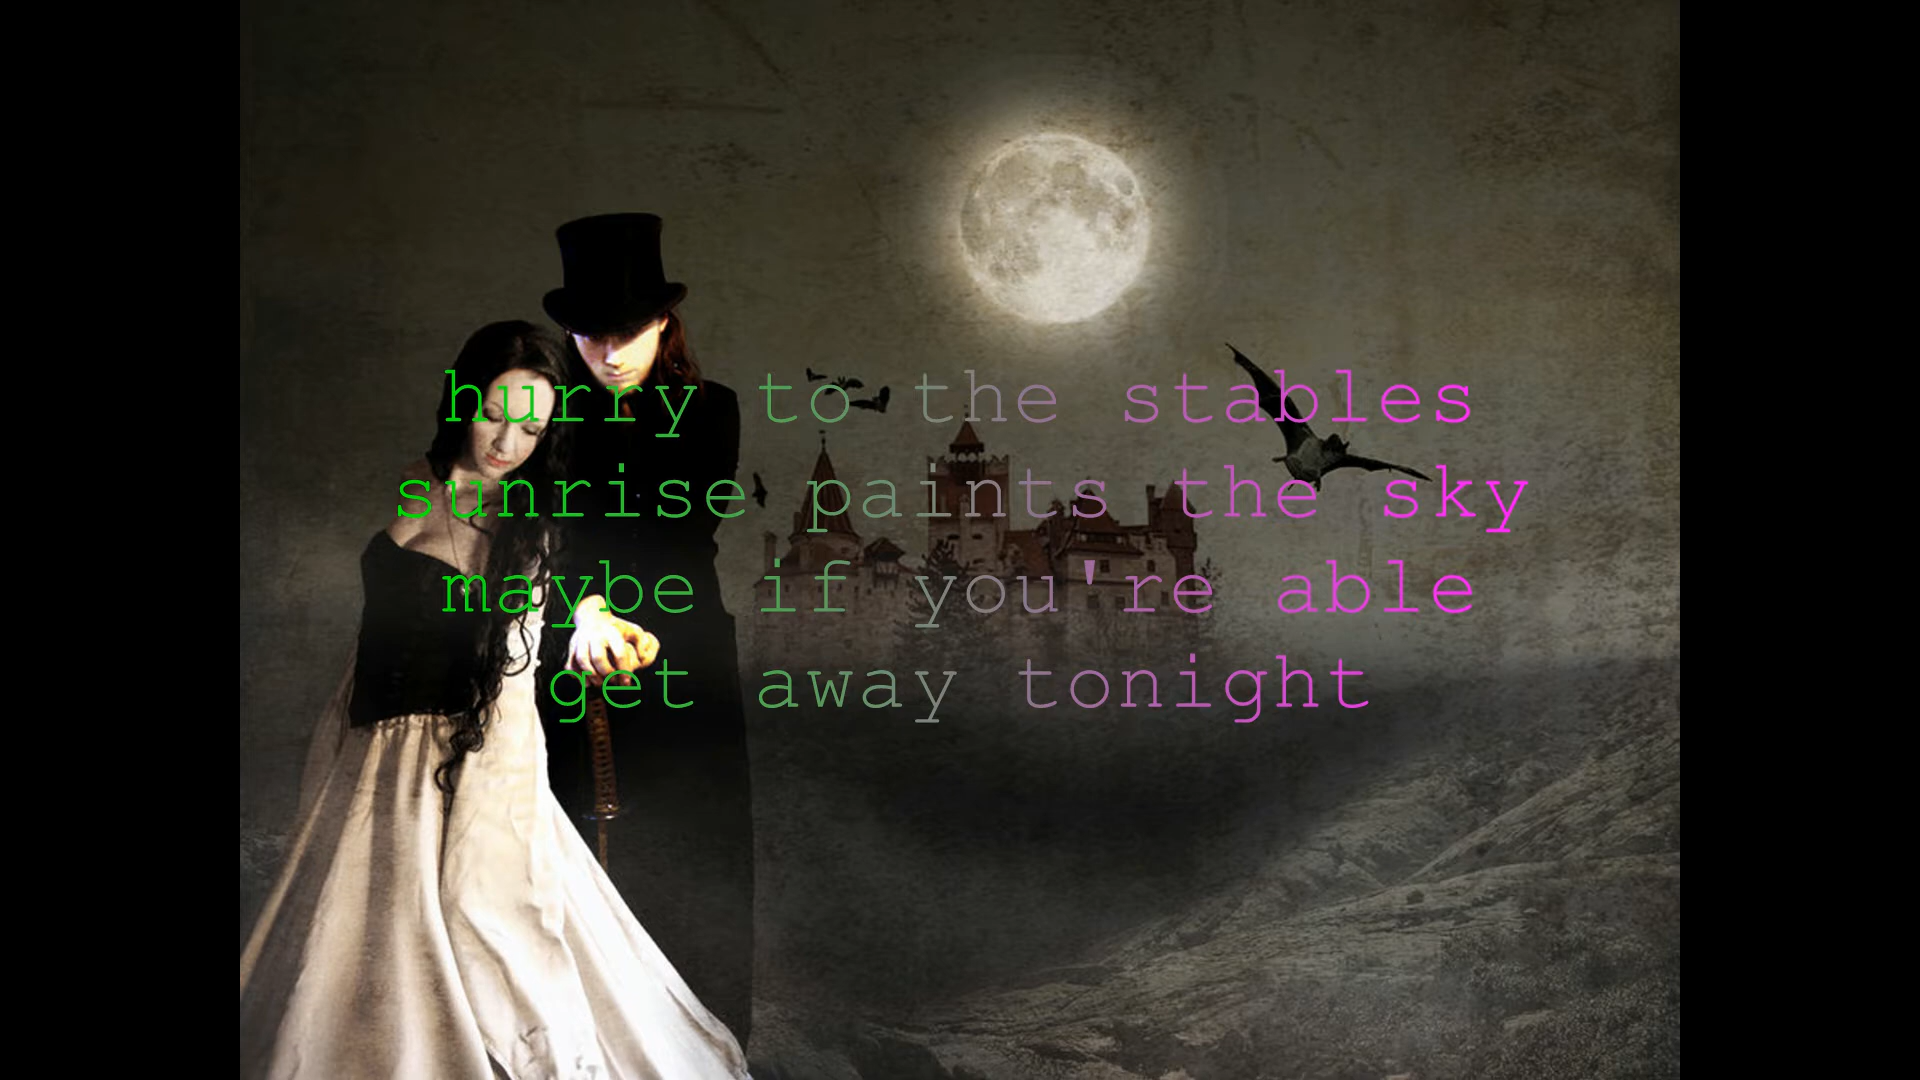 hurry to the stables
sunrise paints the sky
maybe if you're able
get away tonight